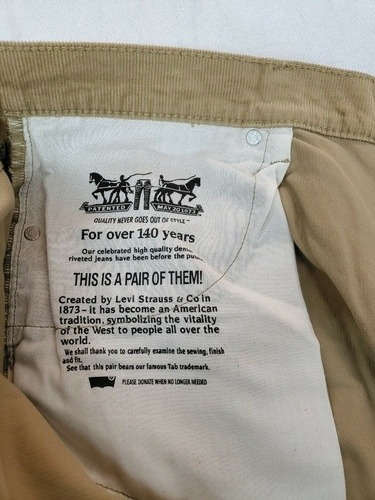 PATENTED MAY 20 1873
QUALITY NEVER GOES OUT OF STYLE™
For over 140 years
Our celebrated high quality
riveted jeans have been before the
THIS IS A PAIR OF THEM!
Created by Levi Strauss & Co in
1873 - it has become an American
tradition, symbolizing the vitality
of the West to people all over the
world.
We shall thank you to carefully examine the sewing, finish
and fit.
See that this pair bears our famous Tab trademark.
PLEASE DONATE WHEN NO LONGER NEEDED